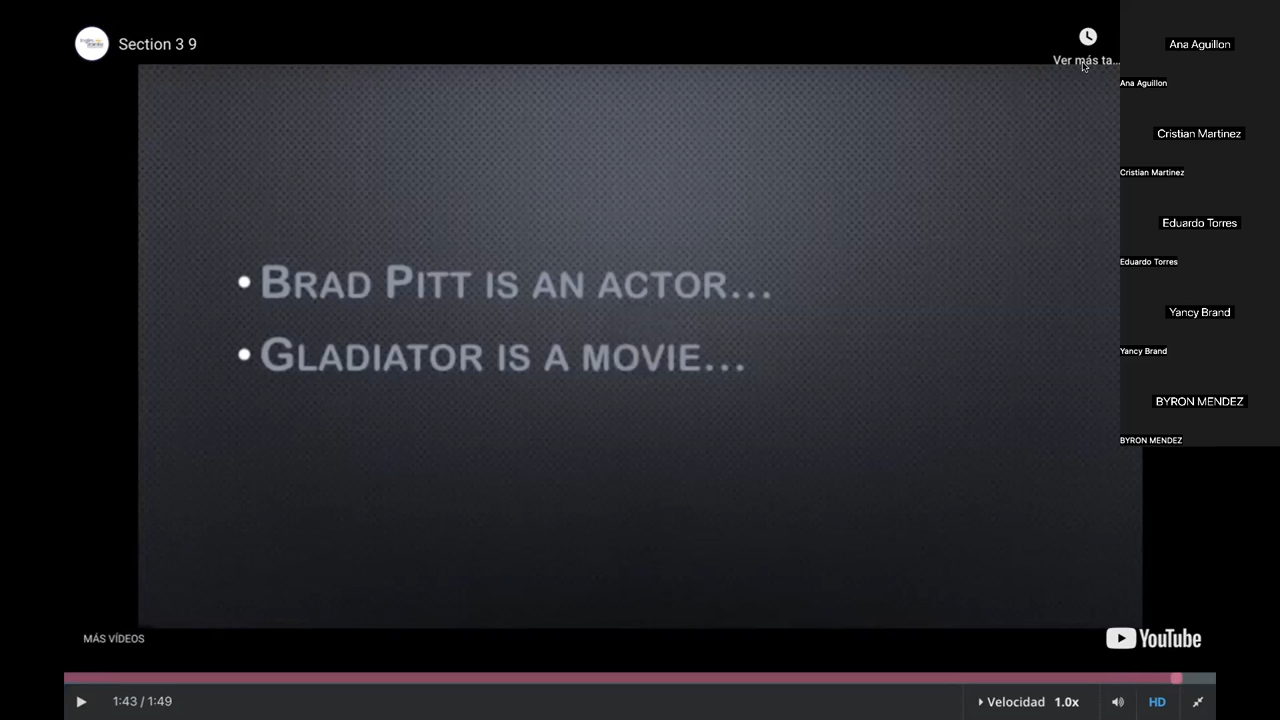 Section 3 9
Ver más ta...
• BRAD PITT IS AN ACTOR...
• GLADIATOR IS A MOVIE...
Ana Aguillon
Ana Aguillon
Cristian Martinez
Cristian Martinez
Eduardo Torres
Eduardo Torres
Yancy Brand
Yancy Brand
BYRON MENDEZ
BYRON MENDEZ
MÁS VÍDEOS
YouTube
1:43 / 1:49
Velocidad 1.0x
HD